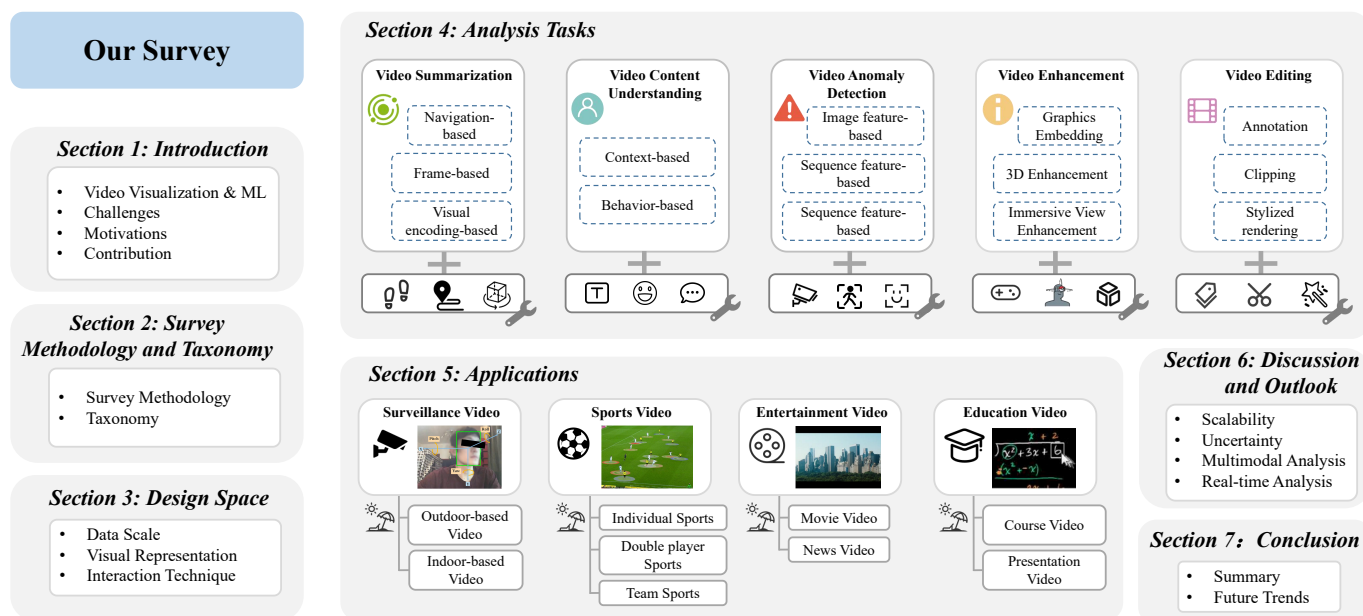 Our Survey
Section 1: Introduction
• Video Visualization & ML
• Challenges
• Motivations
• Contribution
Section 2: Survey
Methodology and Taxonomy
• Survey Methodology
• Taxonomy
Section 3: Design Space
• Data Scale
• Visual Representation
• Interaction Technique
Section 4: Analysis Tasks
Video Summarization
Navigation-
based
Frame-based
Visual
encoding-based
Video Content
Understanding
Context-based
Behavior-based
T
Video Anomaly
Detection
Image feature-
based
Sequence feature-
based
Sequence feature-
based
Video Enhancement
Graphics
Embedding
3D Enhancement
Immersive View
Enhancement
Video Editing
Annotation
Clipping
Stylized
rendering
Section 5: Applications
Surveillance Video
Outdoor-based
Video
Indoor-based
Video
Sports Video
Individual Sports
Double player
Sports
Team Sports
Entertainment Video
Movie Video
News Video
Education Video
x + 2
x² + 3x + 6
Course Video
Presentation
Video
Section 6: Discussion
and Outlook
• Scalability
• Uncertainty
• Multimodal Analysis
• Real-time Analysis
Section 7：Conclusion
• Summary
• Future Trends